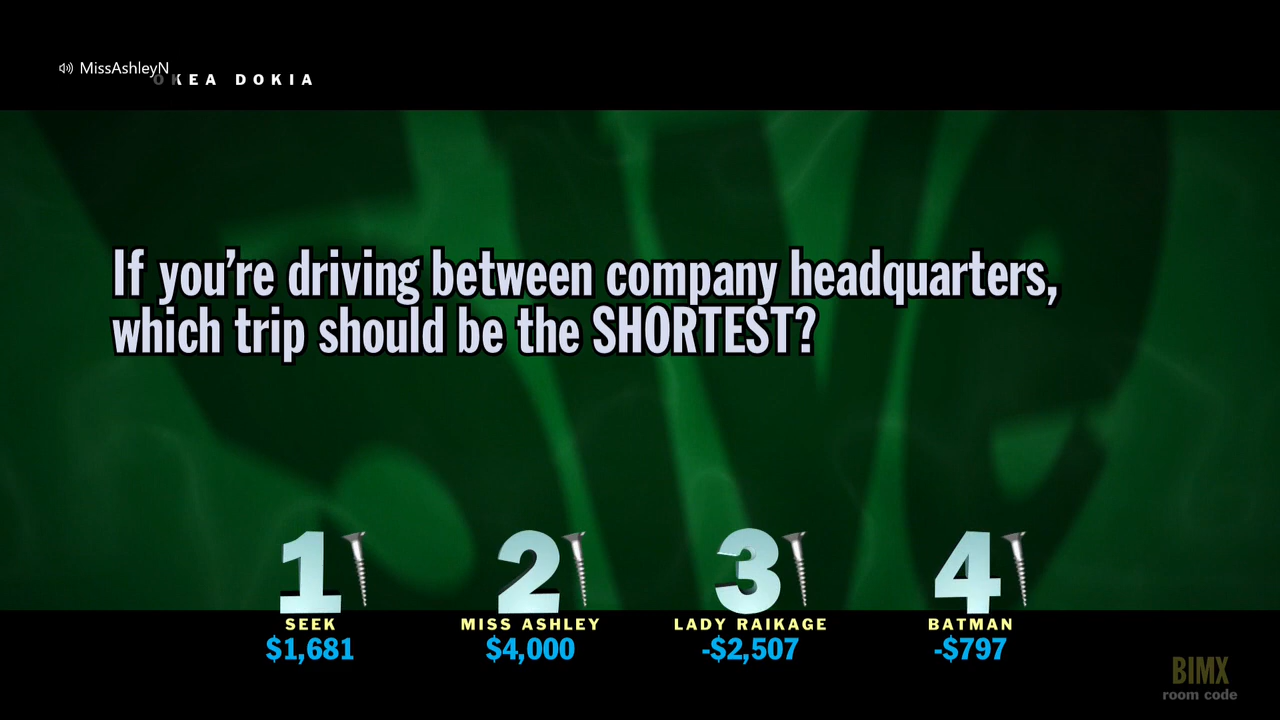 MissAshleyN
OKEA DOKIA
If you're driving between company headquarters,
which trip should be the SHORTEST?
1 2 3 4
SEEK MISS ASHLEY LADY RAIKAGE BATMAN
$1,681 $4,000 -$2,507 -$797
BIMX
room code